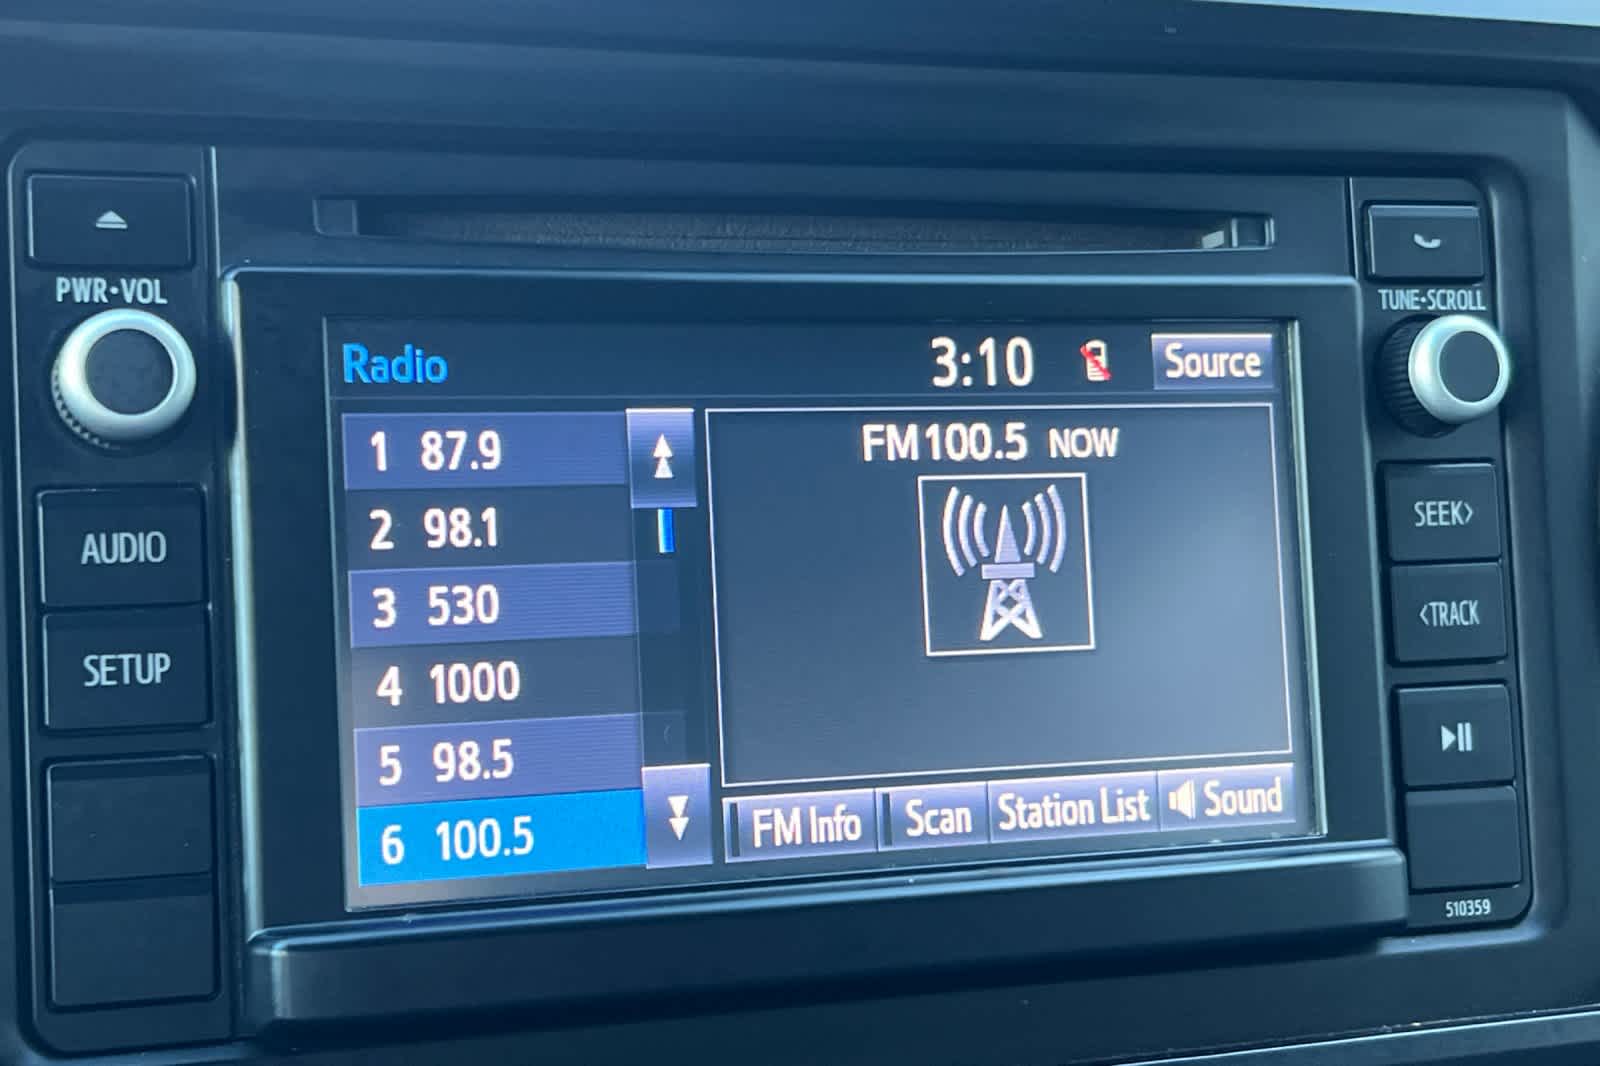 PWR•VOL
TUNE•SCROLL
Radio
3:10
Source
1 87.9
2 98.1
3 530
4 1000
5 98.5
6 100.5
FM 100.5 NOW
FM Info
Scan
Station List
Sound
AUDIO
SETUP
SEEK>
<TRACK
510359